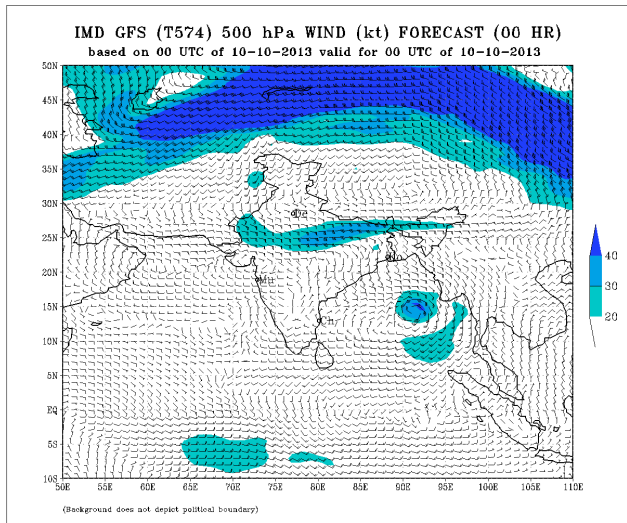 IMD GFS (T574) 500 hPa WIND (kt) FORECAST (00 HR)
based on 00 UTC of 10-10-2013 valid for 00 UTC of 10-10-2013
50N
45N
40N
35N
30N
25N
20N
15N
10N
5N
5S
10S
De
Mu
Ch
40
30
20
50E 55E 60E 65E 70E 75E 80E 85E 90E 95E 100E 105E 110E
(Background does not depict political boundary)